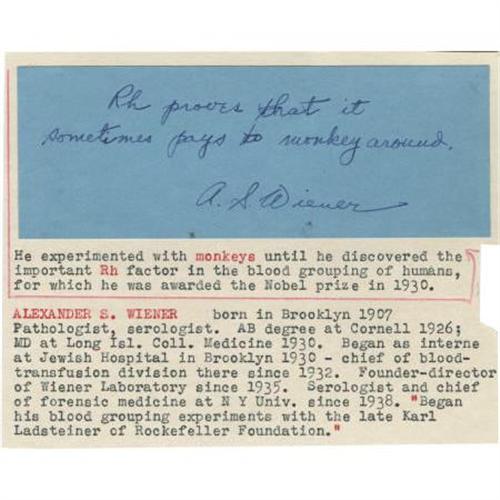 Rh proves that it
sometimes pays to monkey around.
A. S. Wiener
He experimented with monkeys until he discovered the
important Rh factor in the blood grouping of humans,
for which he was awarded the Nobel prize in 1930.
ALEXANDER S. WIENER born in Brooklyn 1907
Pathologist, serologist. AB degree at Cornell 1926;
MD at Long Isl. Coll. Medicine 1930. Began as interne
at Jewish Hospital in Brooklyn 1930 - chief of blood-
transfusion division there since 1932. Founder-director
of Wiener Laboratory since 1935. Serologist and chief
of forensic medicine at N Y Univ. since 1938. "Began
his blood grouping experiments with the late Karl
Ladsteiner of Rockefeller Foundation."